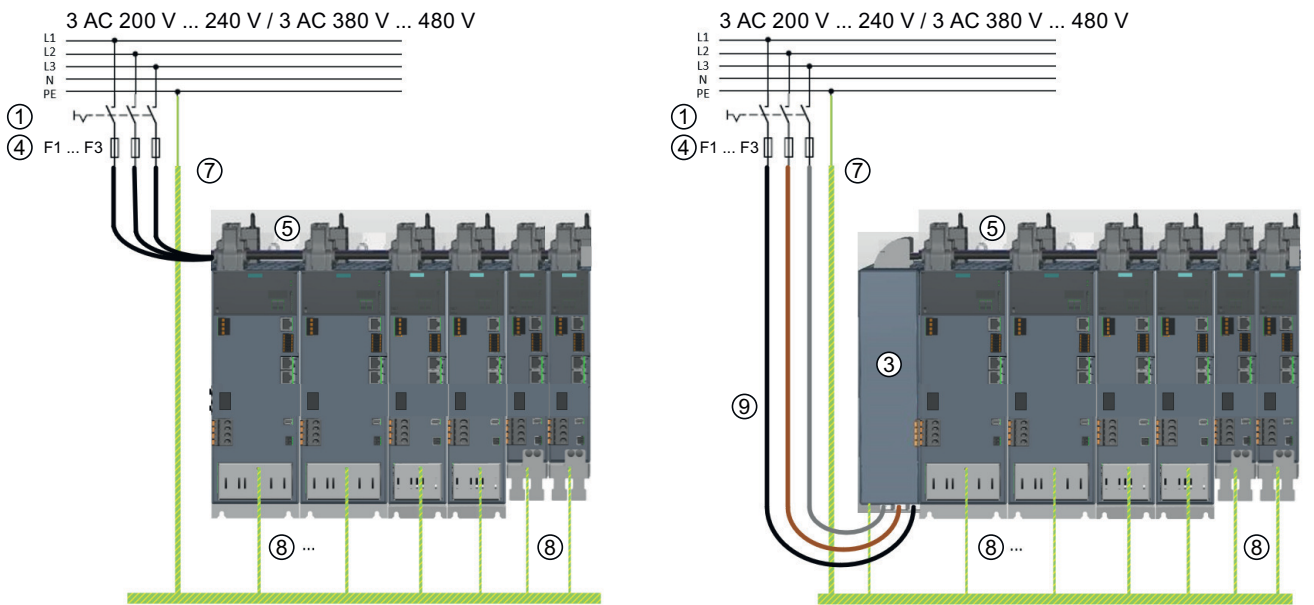 3 AC 200 V ... 240 V / 3 AC 380 V ... 480 V
L1
L2
L3
N
PE
①
④ F1 ... F3
⑦
⑤
⑧ ...
⑧
3 AC 200 V ... 240 V / 3 AC 380 V ... 480 V
L1
L2
L3
N
PE
①
④ F1 ... F3
⑦
⑤
③
⑨
⑧ ...
⑧